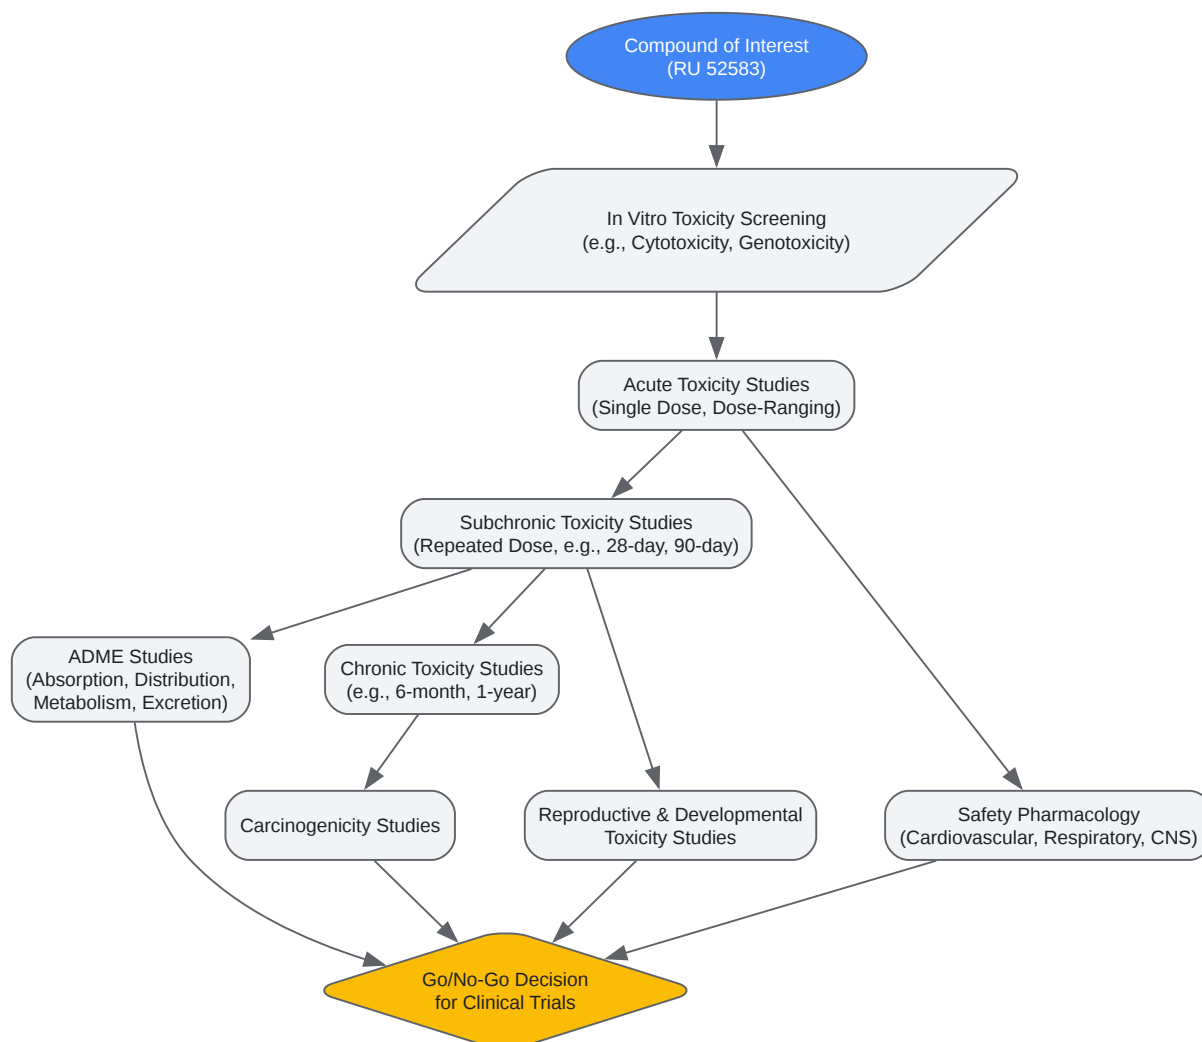 Compound of Interest
(RU 52583)
In Vitro Toxicity Screening
(e.g., Cytotoxicity, Genotoxicity)
Acute Toxicity Studies
(Single Dose, Dose-Ranging)
Subchronic Toxicity Studies
(Repeated Dose, e.g., 28-day, 90-day)
ADME Studies
(Absorption, Distribution,
Metabolism, Excretion)
Chronic Toxicity Studies
(e.g., 6-month, 1-year)
Carcinogenicity Studies
Reproductive & Developmental
Toxicity Studies
Safety Pharmacology
(Cardiovascular, Respiratory, CNS)
Go/No-Go Decision
for Clinical Trials